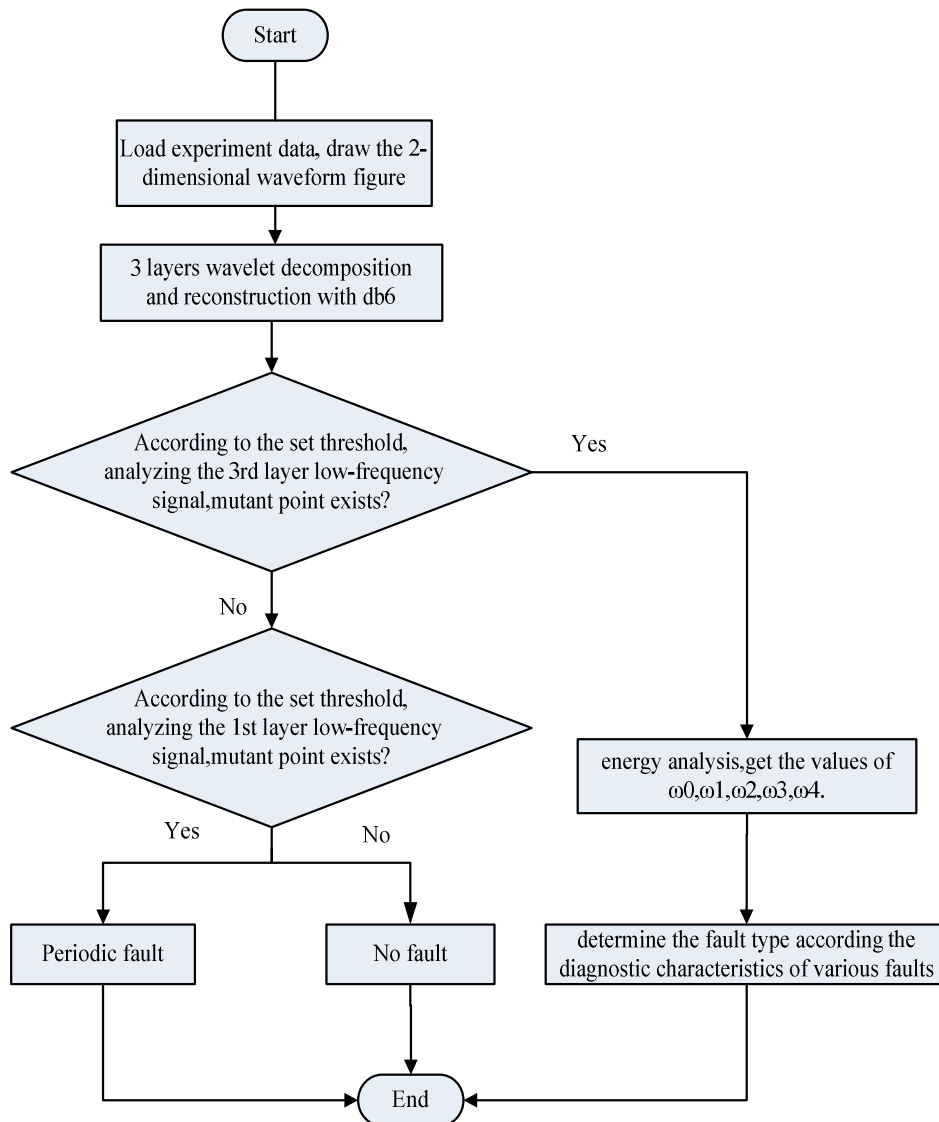 Start
Load experiment data, draw the 2-
dimensional waveform figure
3 layers wavelet decomposition
and reconstruction with db6
According to the set threshold,
analyzing the 3rd layer low-frequency
signal,mutant point exists?
Yes
No
According to the set threshold,
analyzing the 1st layer low-frequency
signal,mutant point exists?
energy analysis,get the values of
ω0,ω1,ω2,ω3,ω4.
Yes
No
Periodic fault
No fault
determine the fault type according the
diagnostic characteristics of various faults
End